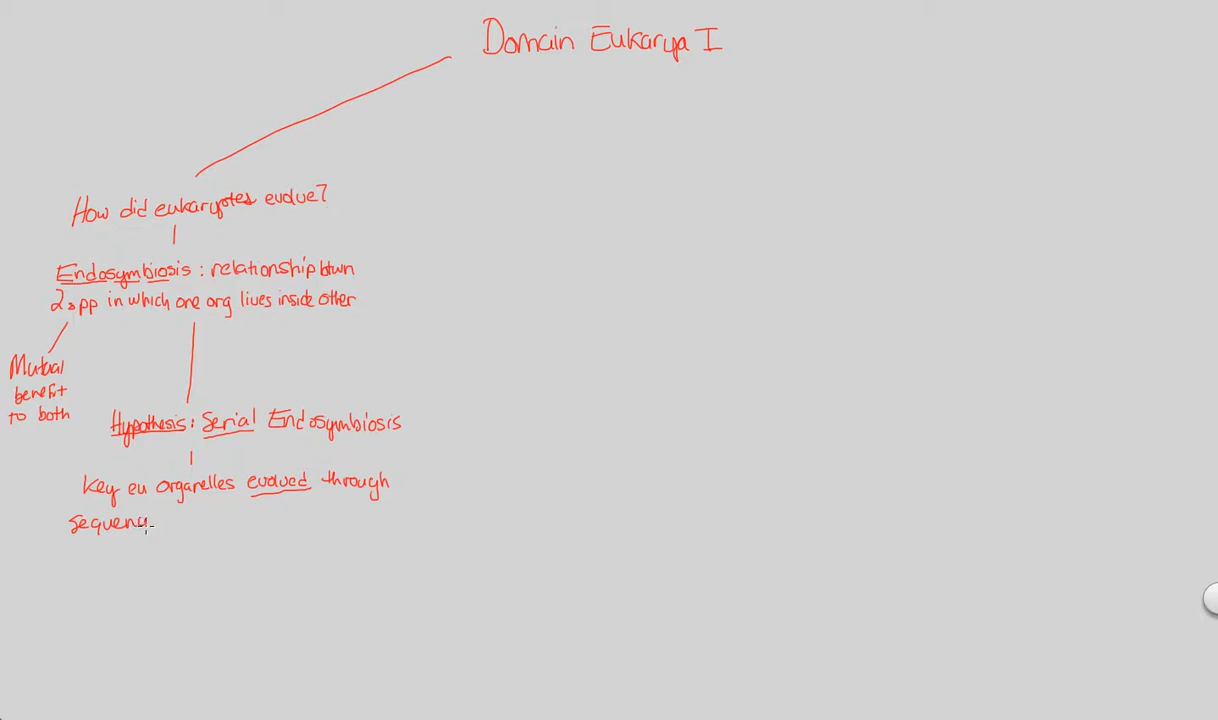 Domain Eukarya I
How did eukaryotes evolve?
Endosymbiosis : relationship btwn
2 spp in which one org lives inside other
Mutual
benefit
to both
Hypothesis : Serial Endosymbiosis
Key eu organelles evolved through
sequen